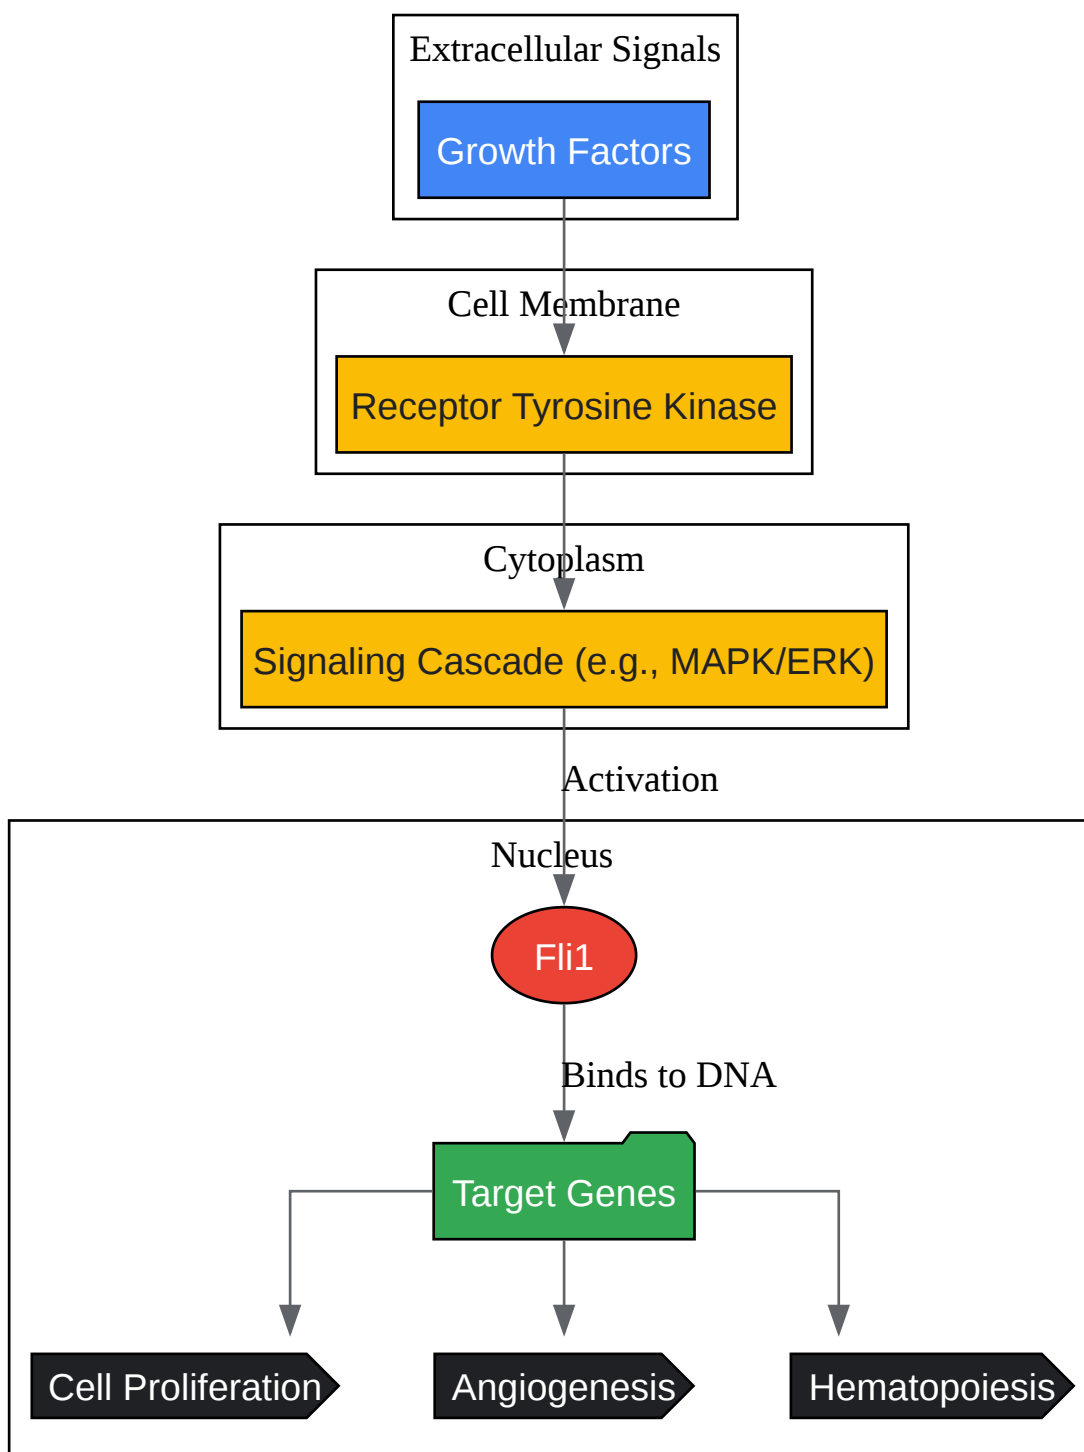 Extracellular Signals
Growth Factors
Cell Membrane
Receptor Tyrosine Kinase
Cytoplasm
Signaling Cascade (e.g., MAPK/ERK)
Activation
Nucleus
Fli1
Binds to DNA
Target Genes
Cell Proliferation
Angiogenesis
Hematopoiesis